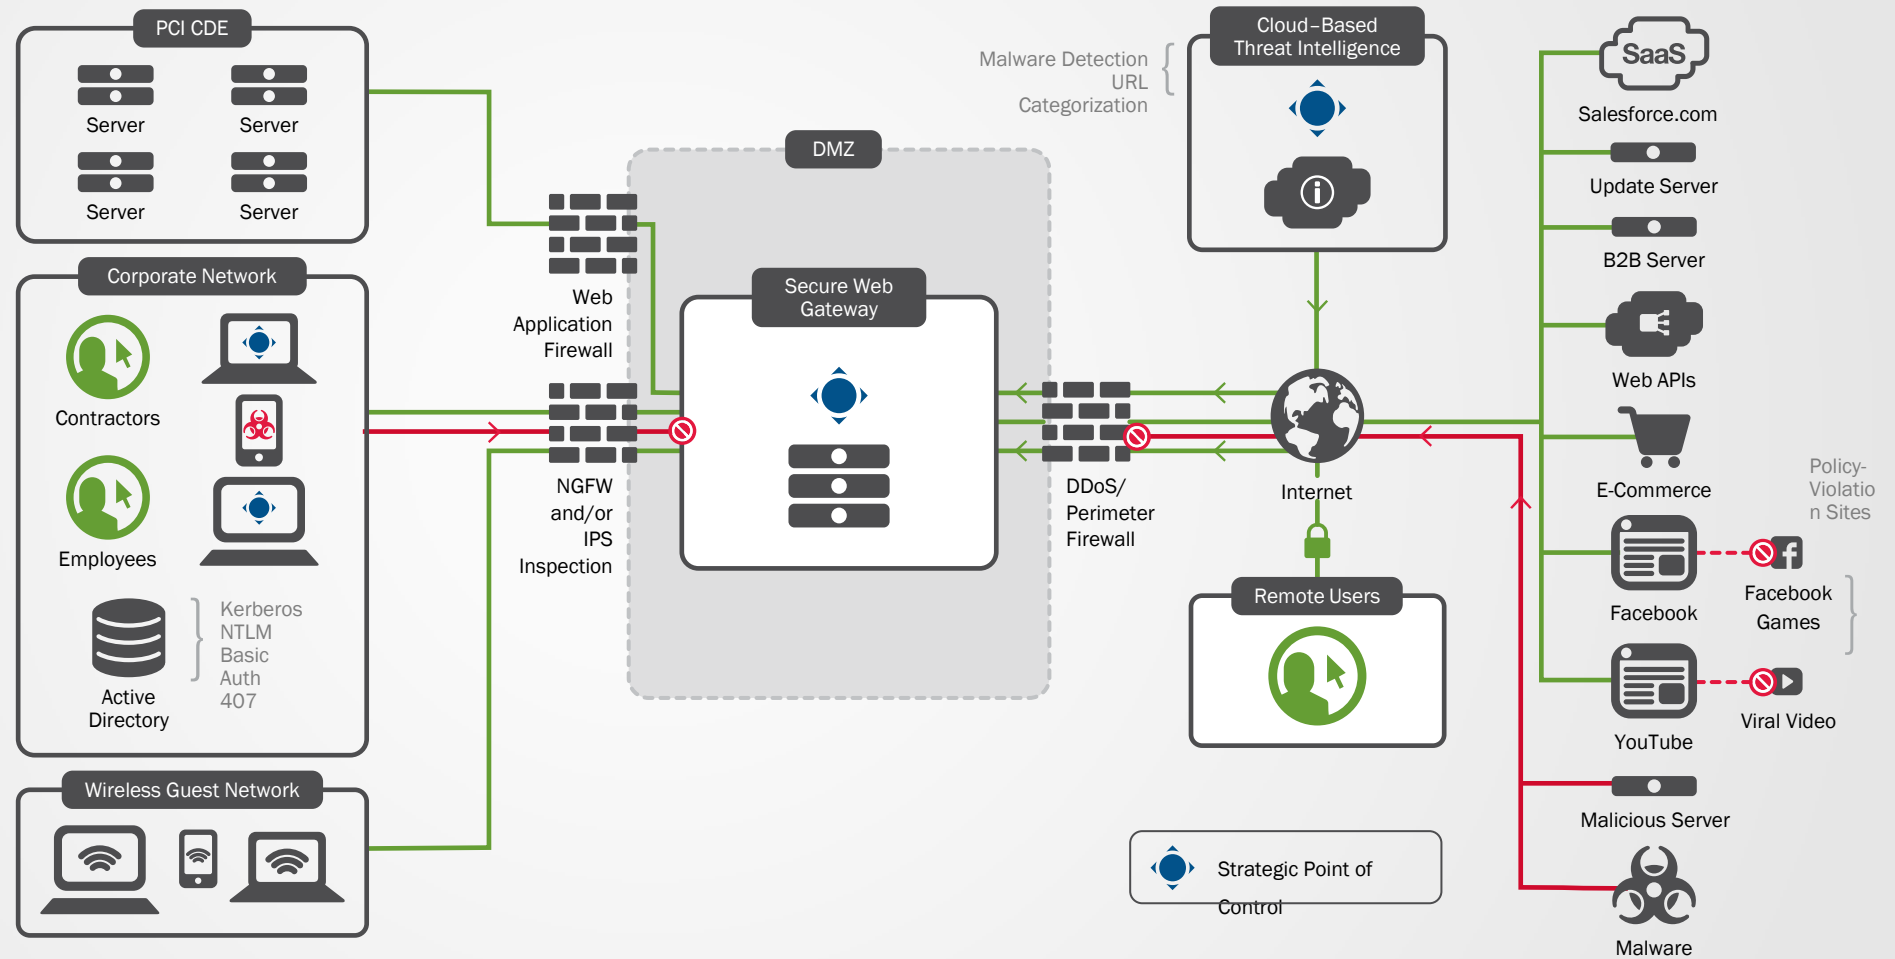 PCI CDE
Server
Server
Server
Server
Corporate Network
Contractors
Employees
Active
Directory
Kerberos
NTLM
Basic
Auth
407
Wireless Guest Network
Web
Application
Firewall
NGFW
and/or
IPS
Inspection
DMZ
Secure Web
Gateway
DDoS/
Perimeter
Firewall
Malware Detection
URL
Categorization
Cloud–Based
Threat Intelligence
Internet
Remote Users
Strategic Point of
Control
SaaS
Salesforce.com
Update Server
B2B Server
Web APIs
E-Commerce
Policy-
Violatio
n Sites
Facebook
Facebook
Games
YouTube
Viral Video
Malicious Server
Malware